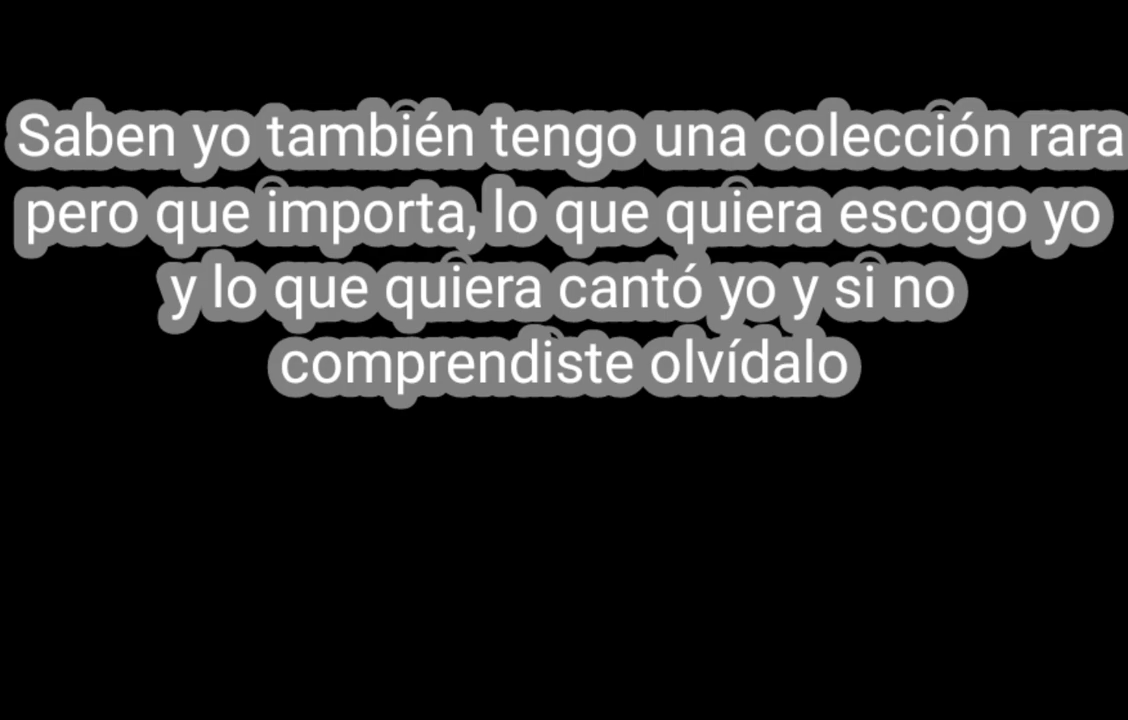 Saben yo también tengo una colección rara
pero que importa, lo que quiera escogo yo
y lo que quiera cantó yo y si no
comprendiste olvídalo